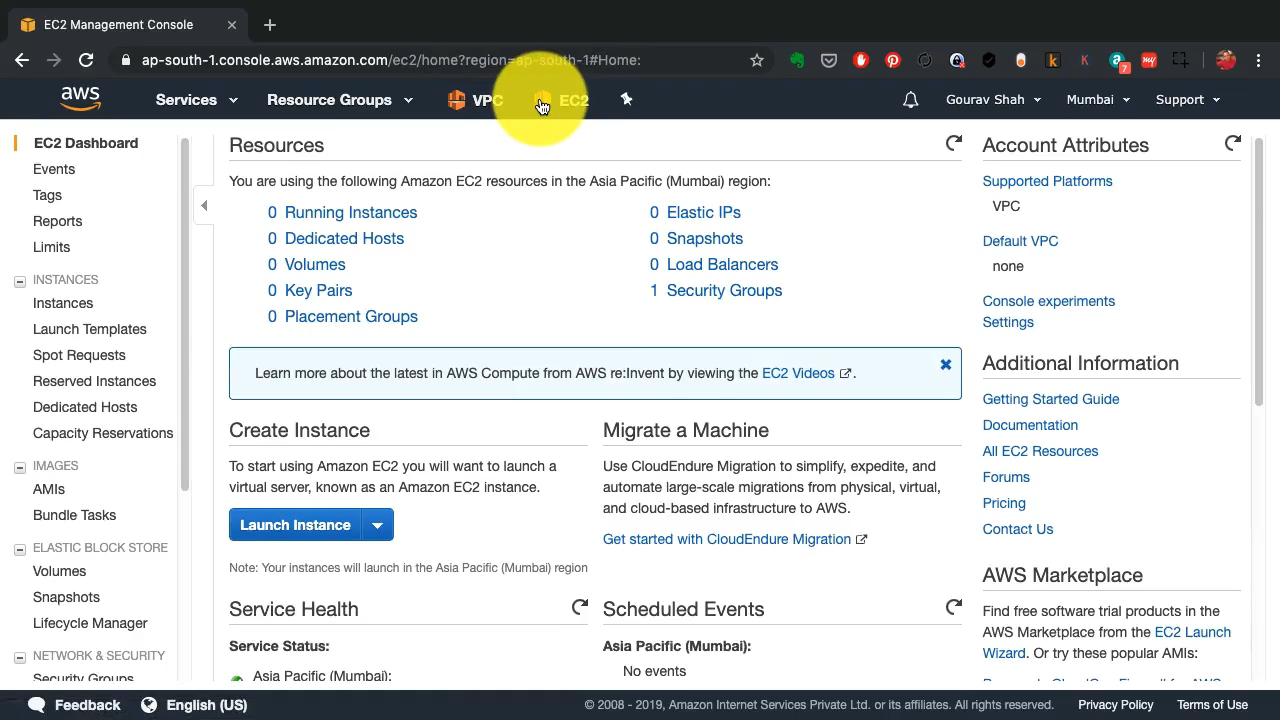 EC2 Management Console
ap-south-1.console.aws.amazon.com/ec2/home?region=ap-south-1#Home:
7
my
aws
Services
Resource Groups
VPC
EC2
Gourav Shah
Mumbai
Support
EC2 Dashboard
Events
Tags
Reports
Limits
INSTANCES
Instances
Launch Templates
Spot Requests
Reserved Instances
Dedicated Hosts
Capacity Reservations
IMAGES
AMIs
Bundle Tasks
ELASTIC BLOCK STORE
Volumes
Snapshots
Lifecycle Manager
NETWORK & SECURITY
Security Groups
Resources
You are using the following Amazon EC2 resources in the Asia Pacific (Mumbai) region:
0 Running Instances
0 Dedicated Hosts
0 Volumes
0 Key Pairs
0 Placement Groups
0 Elastic IPs
0 Snapshots
0 Load Balancers
1 Security Groups
Learn more about the latest in AWS Compute from AWS re:Invent by viewing the EC2 Videos .
Create Instance
To start using Amazon EC2 you will want to launch a
virtual server, known as an Amazon EC2 instance.
Launch Instance
Note: Your instances will launch in the Asia Pacific (Mumbai) region
Migrate a Machine
Use CloudEndure Migration to simplify, expedite, and
automate large-scale migrations from physical, virtual,
and cloud-based infrastructure to AWS.
Get started with CloudEndure Migration
Service Health
Service Status:
Asia Pacific (Mumbai):
Scheduled Events
Asia Pacific (Mumbai):
No events
Account Attributes
Supported Platforms
VPC
Default VPC
none
Console experiments
Settings
Additional Information
Getting Started Guide
Documentation
All EC2 Resources
Forums
Pricing
Contact Us
AWS Marketplace
Find free software trial products in the
AWS Marketplace from the EC2 Launch
Wizard. Or try these popular AMIs:
Feedback
English (US)
© 2008 - 2019, Amazon Internet Services Private Ltd. or its affiliates. All rights reserved.
Privacy Policy
Terms of Use